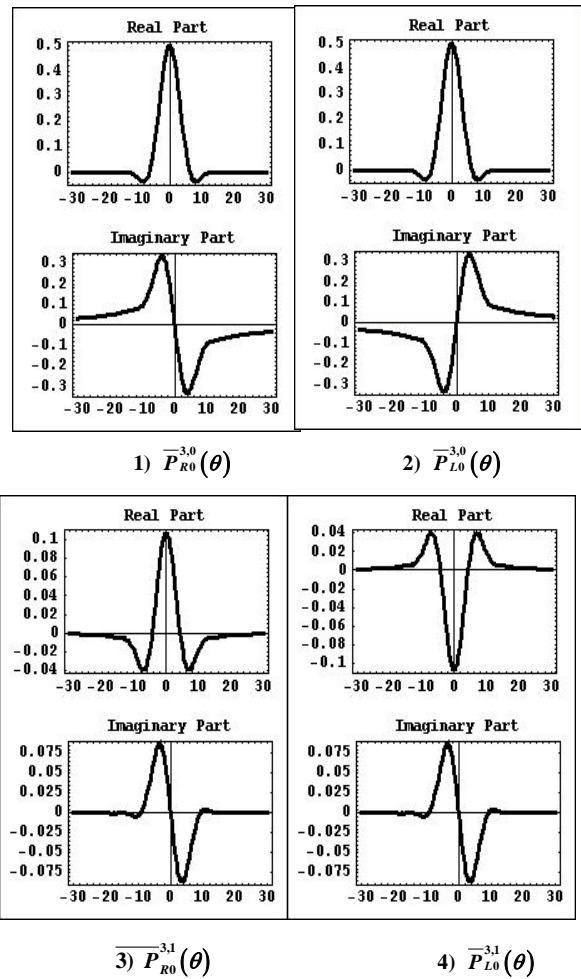 Real Part
0.5
0.4
0.3
0.2
0.1
0
-30 -20 -10 0 10 20 30
Imaginary Part
0.3
0.2
0.1
0
-0.1
-0.2
-0.3
-30 -20 -10 0 10 20 30
1) $\overline{P}_{R0}^{3,0}(\theta)$
Real Part
0.5
0.4
0.3
0.2
0.1
0
-30 -20 -10 0 10 20 30
Imaginary Part
0.3
0.2
0.1
0
-0.1
-0.2
-0.3
-30 -20 -10 0 10 20 30
2) $\overline{P}_{L0}^{3,0}(\theta)$
Real Part
0.1
0.08
0.06
0.04
0.02
0
-0.02
-0.04
-30 -20 -10 0 10 20 30
Imaginary Part
0.075
0.05
0.025
0
-0.025
-0.05
-0.075
-30 -20 -10 0 10 20 30
3) $\overline{P}_{R0}^{3,1}(\theta)$
Real Part
0.04
0.02
0
-0.02
-0.04
-0.06
-0.08
-0.1
-30 -20 -10 0 10 20 30
Imaginary Part
0.075
0.05
0.025
0
-0.025
-0.05
-0.075
-30 -20 -10 0 10 20 30
4) $\overline{P}_{L0}^{3,1}(\theta)$